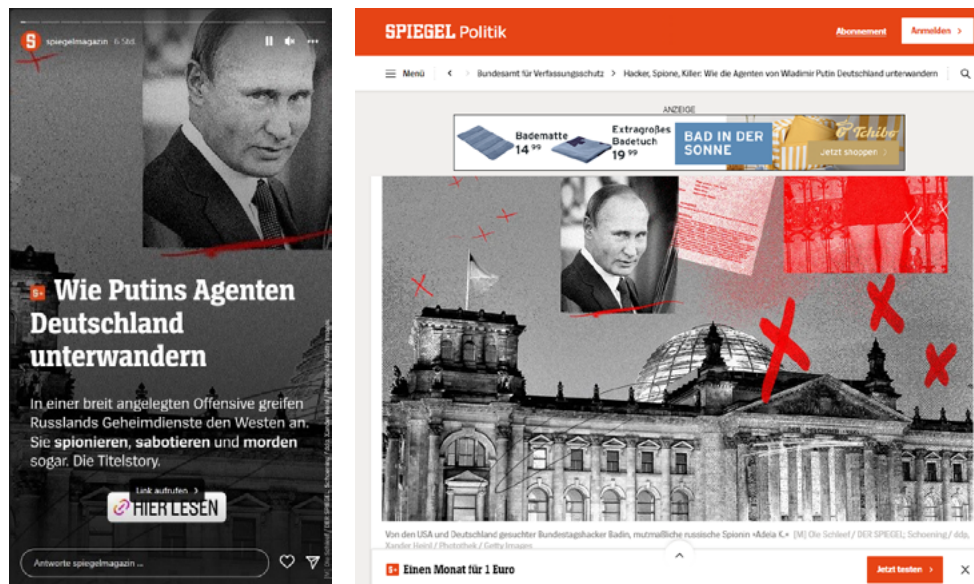 spiegelmagazin 6 Std.
S+ Wie Putins Agenten
Deutschland
unterwandern
In einer breit angelegten Offensive greifen
Russlands Geheimdienste den Westen an.
Sie spionieren, sabotieren und morden
sogar. Die Titelstory.
Link aufrufen >
HIER LESEN
Antworte spiegelmagazin ...
SPIEGEL Politik
Abonnement
Anmelden >
Menü < > Bundesamt für Verfassungsschutz > Hacker, Spione, Killer: Wie die Agenten von Wladimir Putin Deutschland unterwandern
ANZEIGE
Badematte
14 99
Extragroßes
Badetuch
19 99
BAD IN DER
SONNE
Tchibo
Jetzt shoppen >
Von den USA und Deutschland gesuchter Bundestagshacker Badin, mutmaßliche russische Spionin «Adela K.» [M] Ole Schleef / DER SPIEGEL; Schoening / ddp,
Xander Heinl / Photothek / Getty Images
S+ Einen Monat für 1 Euro
Jetzt testen >